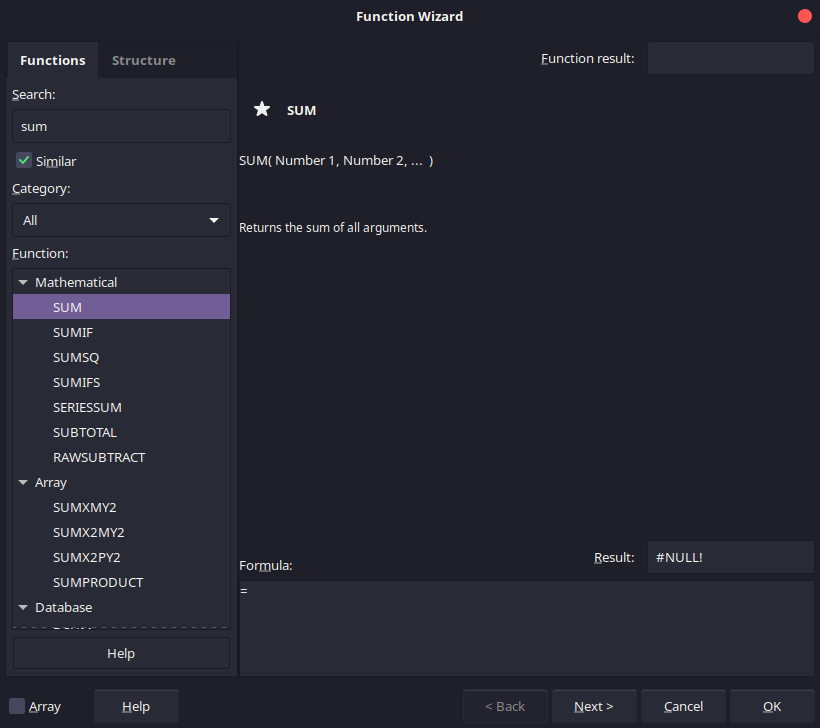 Function Wizard
Functions
Structure
Function result:
Search:
sum
SUM
Similar
SUM( Number 1, Number 2, ... )
Category:
All
Returns the sum of all arguments.
Function:
Mathematical
SUM
SUMIF
SUMSQ
SUMIFS
SERIESSUM
SUBTOTAL
RAWSUBTRACT
Array
SUMXMY2
SUMX2MY2
SUMX2PY2
SUMPRODUCT
Database
Help
Result:
#NULL!
Formula:
=
Array
Help
< Back
Next >
Cancel
OK